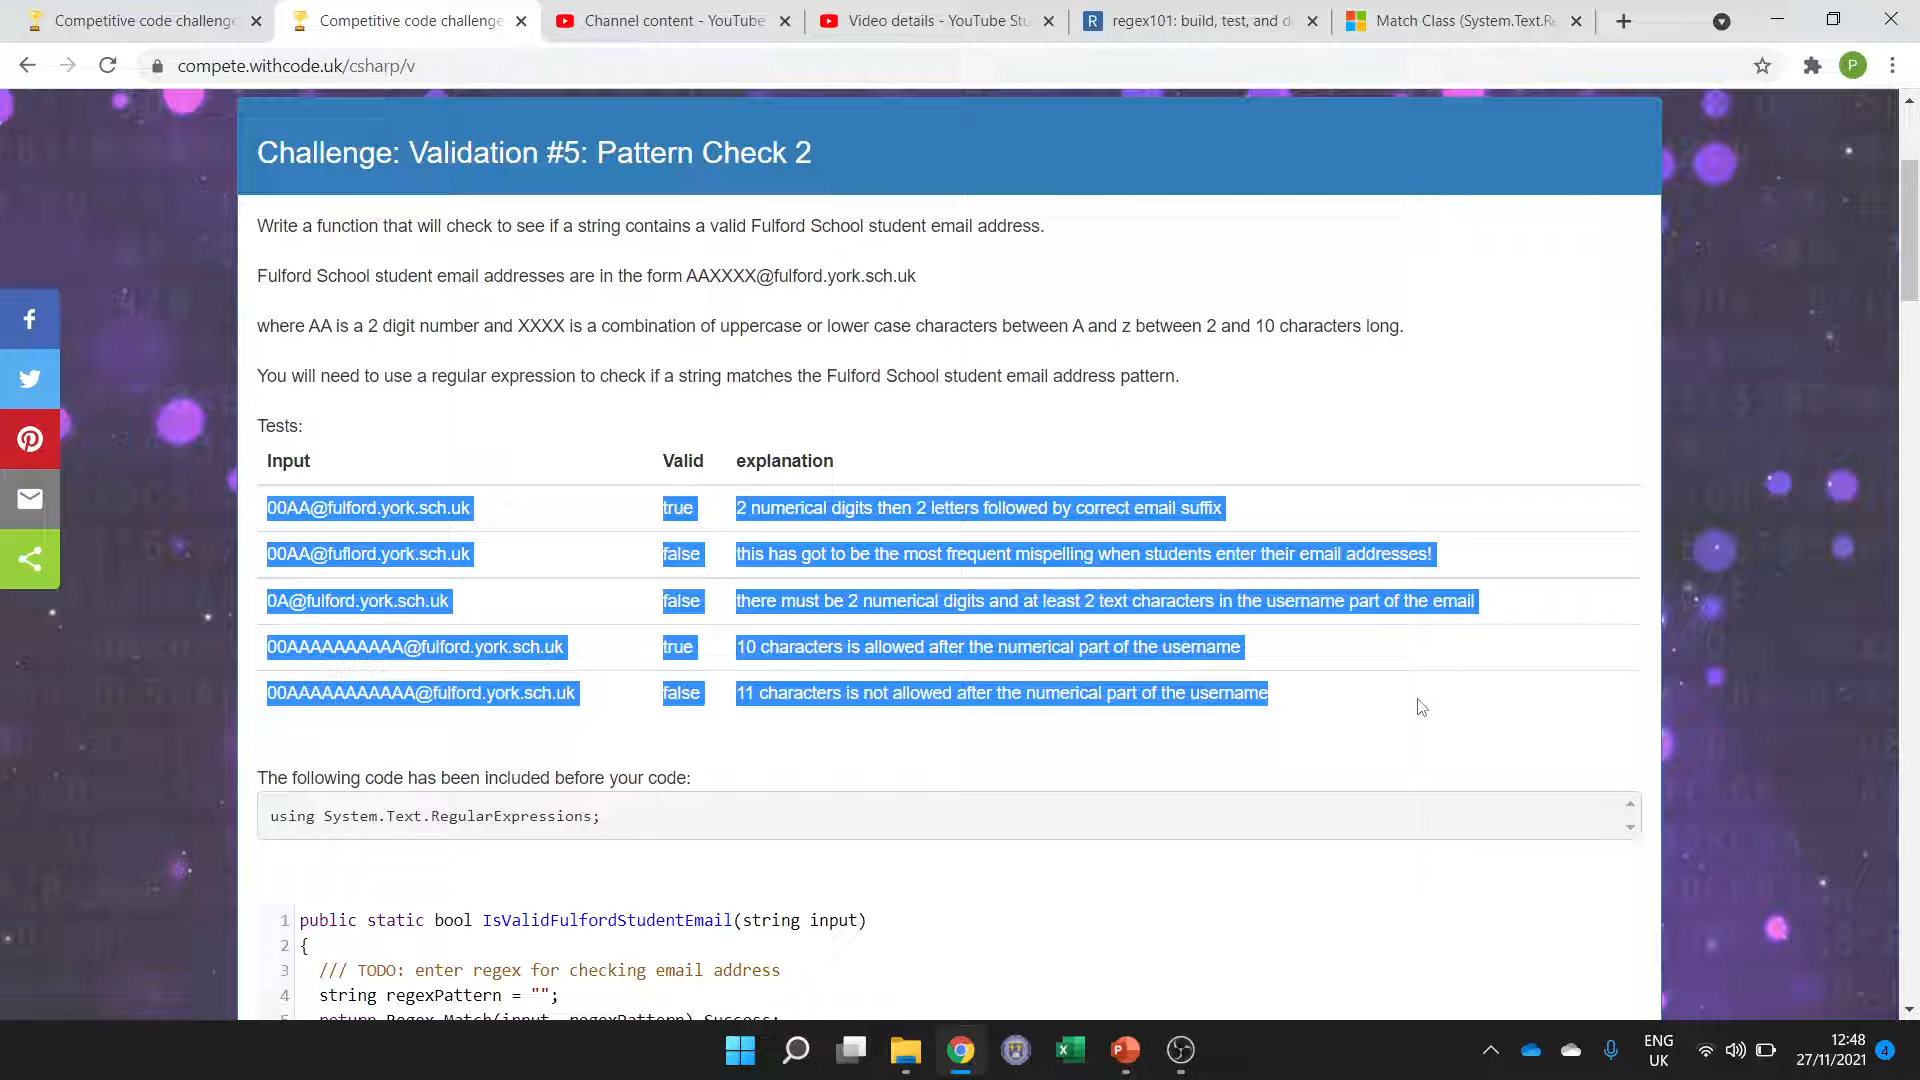 Competitive code challenge
Competitive code challenge
Channel content - YouTube
Video details - YouTube Stu
regex101: build, test, and d
Match Class (System.Text.Re
compete.withcode.uk/csharp/v
P
Challenge: Validation #5: Pattern Check 2
Write a function that will check to see if a string contains a valid Fulford School student email address.
Fulford School student email addresses are in the form AAXXXX@fulford.york.sch.uk
where AA is a 2 digit number and XXXX is a combination of uppercase or lower case characters between A and z between 2 and 10 characters long.
You will need to use a regular expression to check if a string matches the Fulford School student email address pattern.
Tests:
Input Valid explanation
00AA@fulford.york.sch.uk true 2 numerical digits then 2 letters followed by correct email suffix
00AA@fuflord.york.sch.uk false this has got to be the most frequent mispelling when students enter their email addresses!
0A@fulford.york.sch.uk false there must be 2 numerical digits and at least 2 text characters in the username part of the email
00AAAAAAAAAA@fulford.york.sch.uk true 10 characters is allowed after the numerical part of the username
00AAAAAAAAAAA@fulford.york.sch.uk false 11 characters is not allowed after the numerical part of the username
The following code has been included before your code:
using System.Text.RegularExpressions;
1 public static bool IsValidFulfordStudentEmail(string input)
2 {
3 /// TODO: enter regex for checking email address
4 string regexPattern = "";
5 return Regex.Match(input, regexPattern).Success;
ENG
UK
12:48
27/11/2021
4